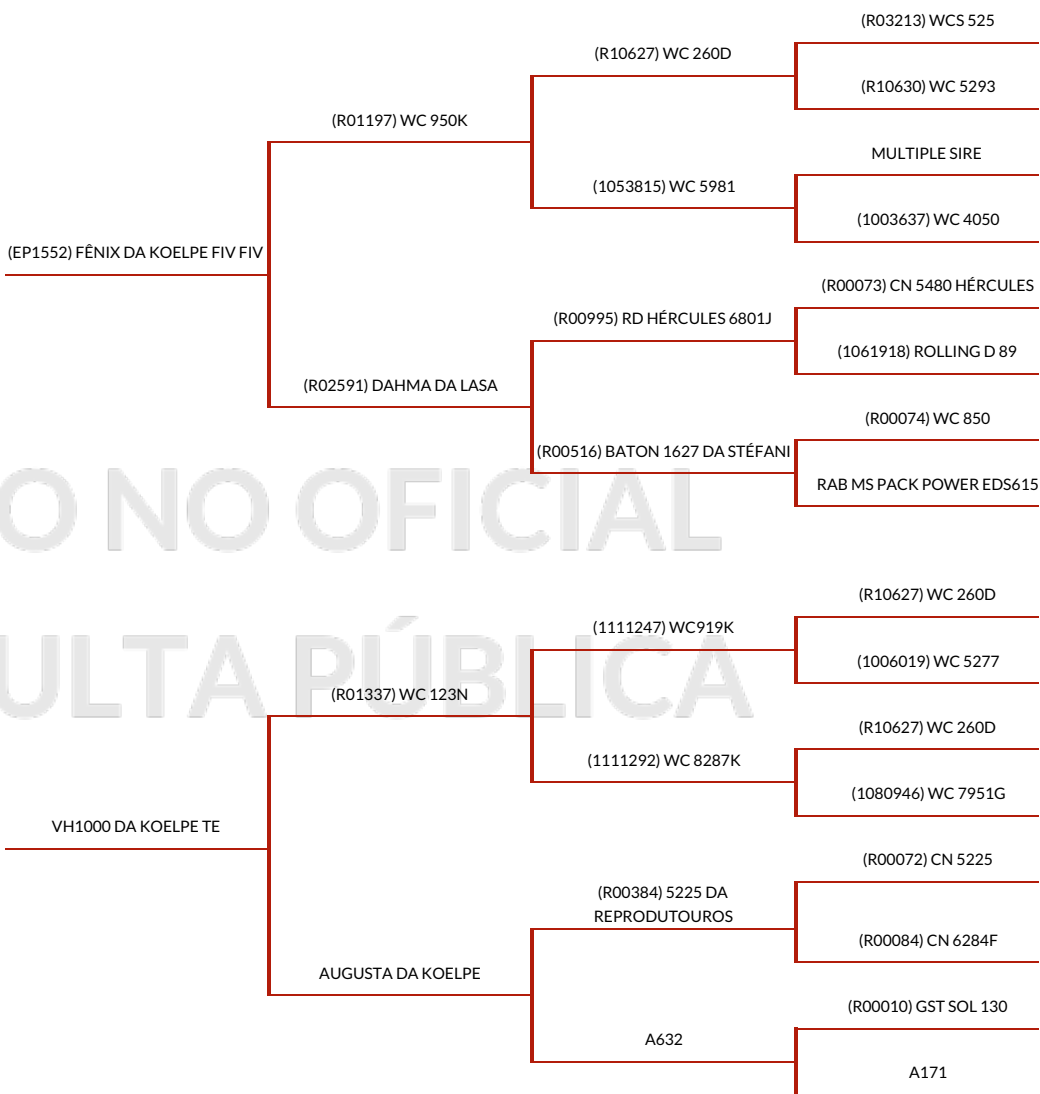 (R03213) WCS 525
(R10627) WC 260D
(R10630) WC 5293
(R01197) WC 950K
MULTIPLE SIRE
(1053815) WC 5981
(1003637) WC 4050
(EP1552) FÊNIX DA KOELPE FIV FIV
(R00073) CN 5480 HÉRCULES
(R00995) RD HÉRCULES 6801J
(1061918) ROLLING D 89
(R02591) DAHMA DA LASA
(R00074) WC 850
(R00516) BATON 1627 DA STÉFANI
RAB MS PACK POWER EDS615
O NO OFICIAL
(R10627) WC 260D
(1111247) WC919K
(1006019) WC 5277
ULTA PÚBLICA
(R01337) WC 123N
(R10627) WC 260D
(1111292) WC 8287K
(1080946) WC 7951G
VH1000 DA KOELPE TE
(R00072) CN 5225
(R00384) 5225 DA
REPRODUTOUROS
(R00084) CN 6284F
AUGUSTA DA KOELPE
(R00010) GST SOL 130
A632
A171